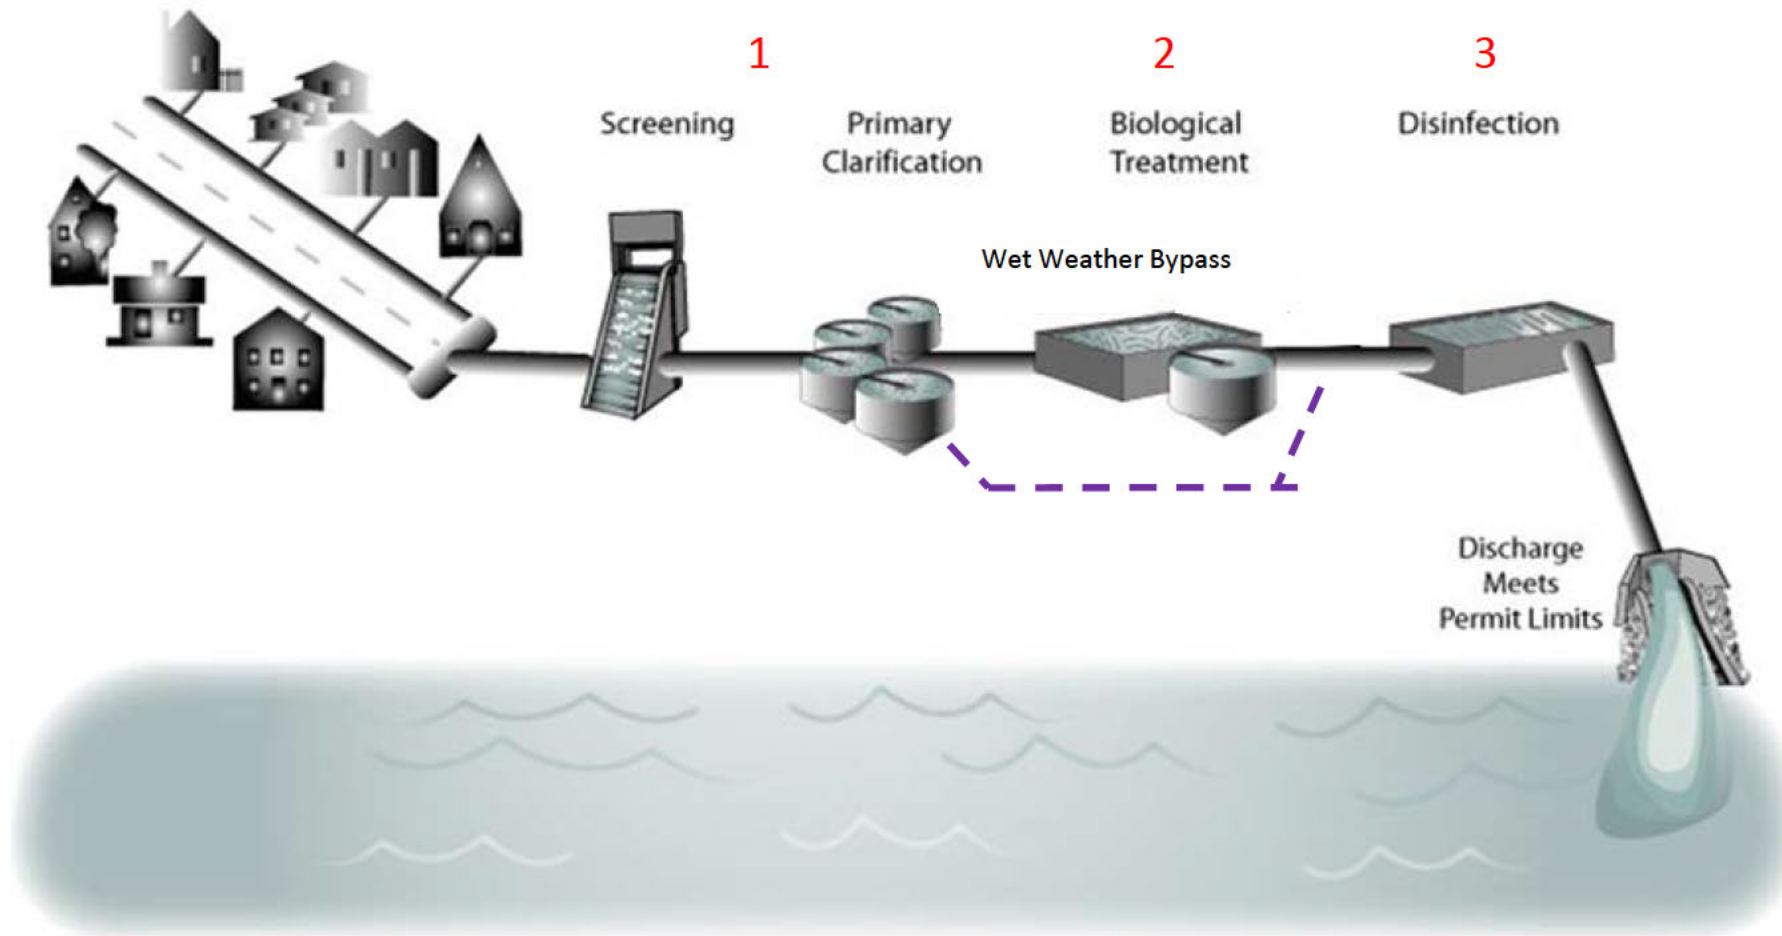 1
2
3
Screening
Primary
Clarification
Biological
Treatment
Disinfection
Wet Weather Bypass
Discharge
Meets
Permit Limits